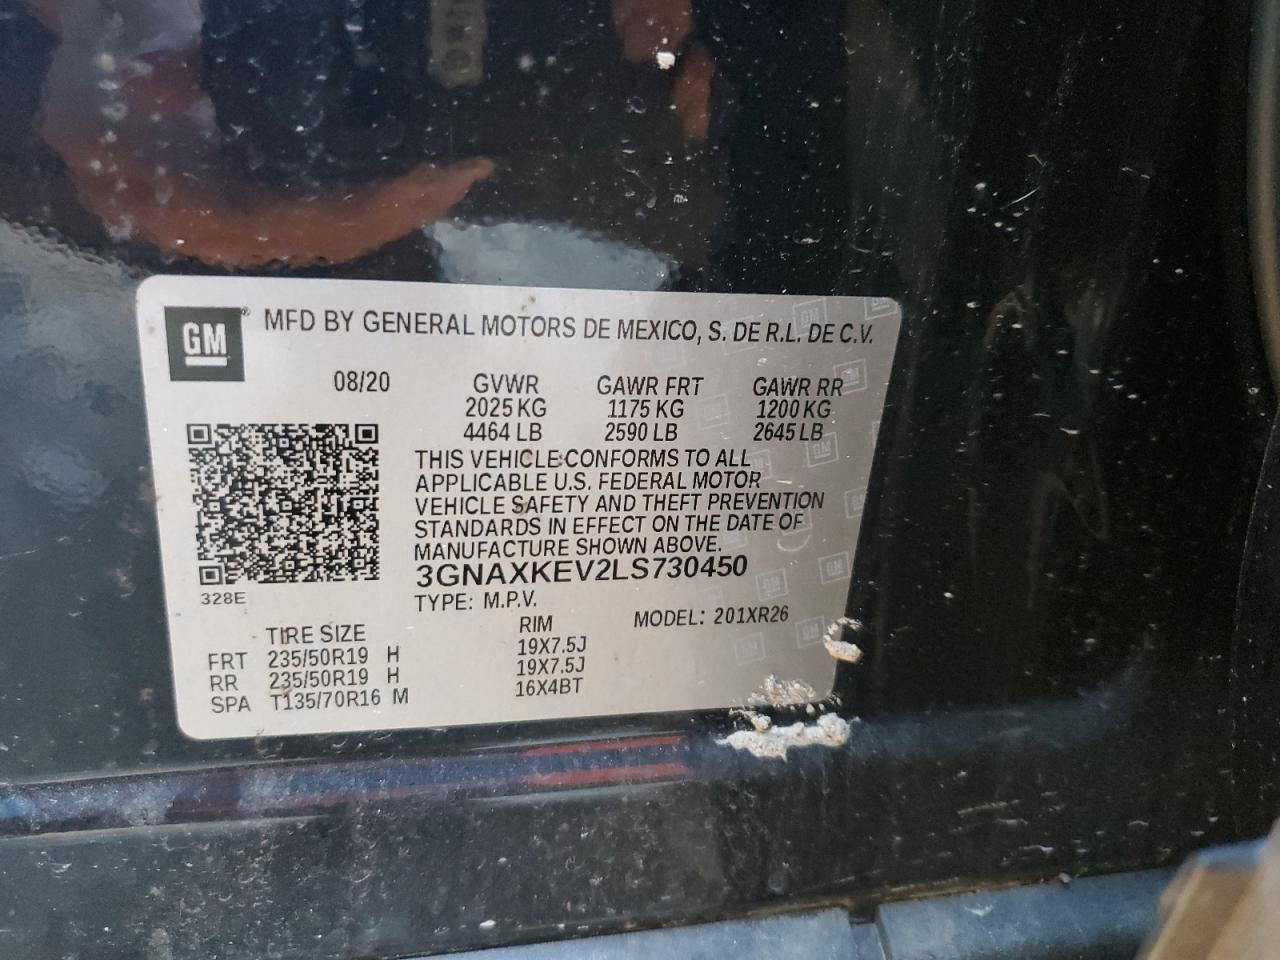 GM ® MFD BY GENERAL MOTORS DE MEXICO, S. DE R.L. DE C.V.
08/20 GVWR GAWR FRT GAWR RR
2025 KG 1175 KG 1200 KG
4464 LB 2590 LB 2645 LB
THIS VEHICLE CONFORMS TO ALL
APPLICABLE U.S. FEDERAL MOTOR
VEHICLE SAFETY AND THEFT PREVENTION
STANDARDS IN EFFECT ON THE DATE OF
MANUFACTURE SHOWN ABOVE.
3GNAXKEV2LS730450
328E
TYPE: M.P.V. MODEL: 201XR26
TIRE SIZE RIM
FRT 235/50R19 H 19X7.5J
RR 235/50R19 H 19X7.5J
SPA T135/70R16 M 16X4BT